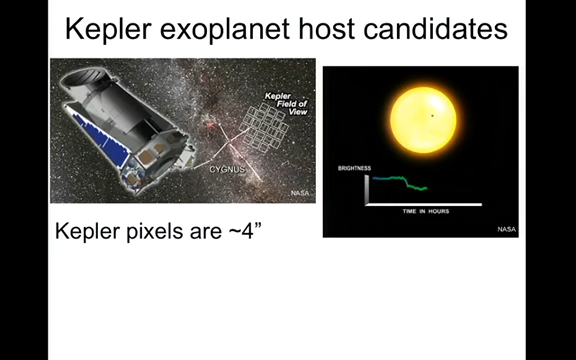 Kepler exoplanet host candidates
Kepler
Field of
View
CYGNUS
NASA
BRIGHTNESS
TIME IN HOURS
NASA
Kepler pixels are ~4”